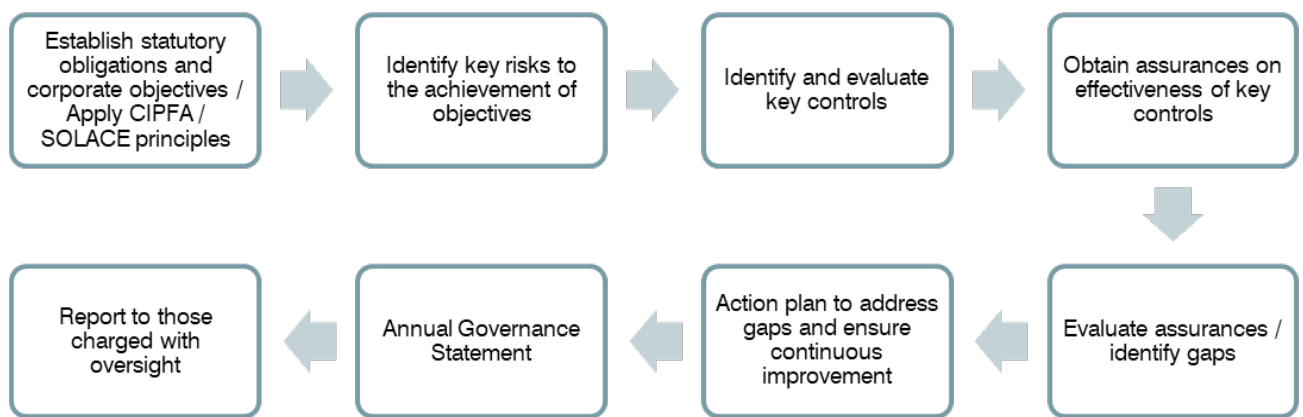 Establish statutory
obligations and
corporate objectives /
Apply CIPFA /
SOLACE principles
Identify key risks to
the achievement of
objectives
Identify and evaluate
key controls
Obtain assurances on
effectiveness of key
controls
Evaluate assurances /
identify gaps
Action plan to address
gaps and ensure
continuous
improvement
Annual Governance
Statement
Report to those
charged with
oversight